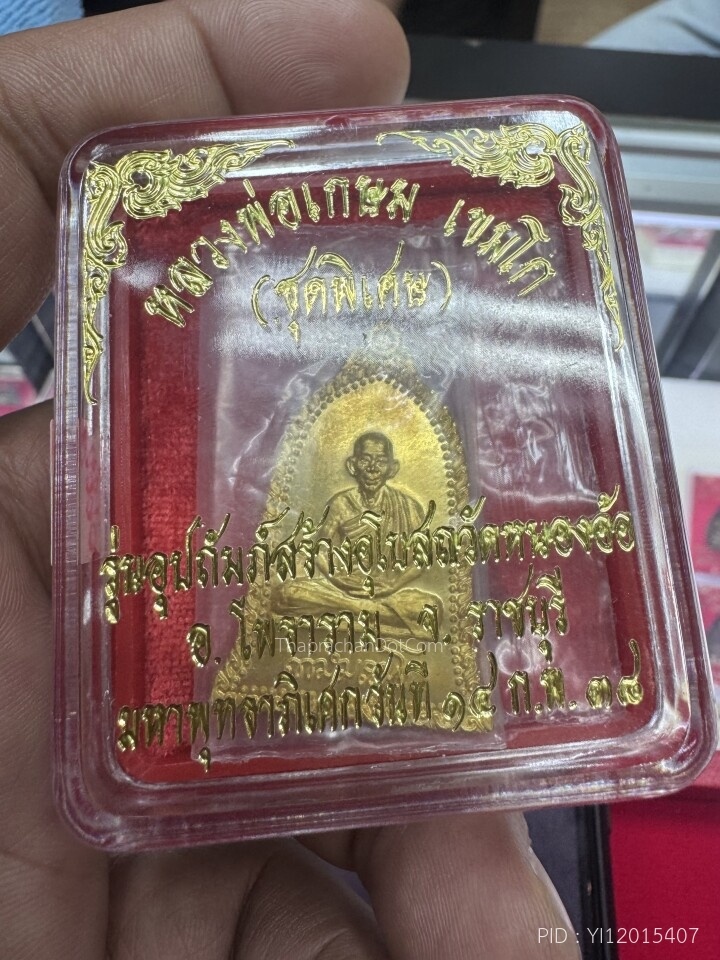 หลวงพ่อเกษม เขมโก
(ชุดพิเศษ)
รุ่นอุปถัมภ์สร้างอุโบสถวัดหนองอ้อ
อ. โพธาราม จ. ราชบุรี
ThaprachanDotCom
มหาพุทธาภิเศกวันที่ ๑๔ ก.พ. ๓๘
PID : YI12015407